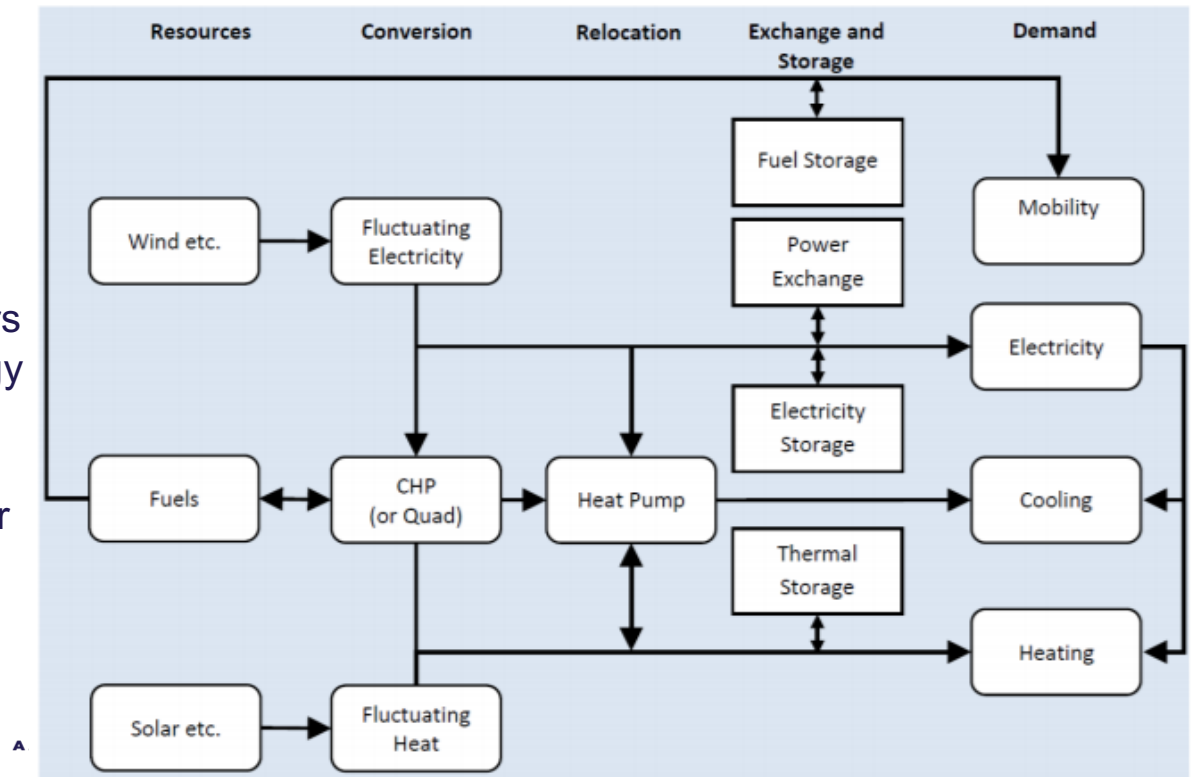 Resources
Conversion
Relocation
Exchange and
Storage
Demand
Fuel Storage
Mobility
Wind etc.
Fluctuating
Electricity
Power
Exchange
Electricity
Electricity
Storage
Fuels
CHP
(or Quad)
Heat Pump
Cooling
Thermal
Storage
Heating
Solar etc.
Fluctuating
Heat